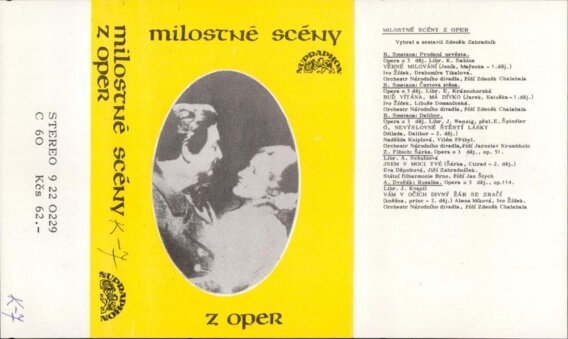 STEREO 9 22 0229
C 60 Kčs 62,-
K-7
milostné scény
z oper
K-7
SUPRAPHON
milostné scény
SUPRAPHON
z oper
MILOSTNÉ SCÉNY Z OPER
Vybral a sestavil Zdeněk Zahradník
B. Smetana: Prodaná nevěsta.
Opera o 3 děj. Libr. K. Sabina
VĚRNÉ MILOVÁNÍ (Jeník, Mařenka - 1.děj.)
Ivo Žídek, Drahomíra Tikalová.
Orchestr Národního divadla, řídí Zdeněk Chalabala
B. Smetana: Čertova stěna.
Opera o 3 děj. Libr. E. Krásnohorská
BUĎ VÍTÁNA, MÁ DÍVKO (Jarek, Katuška - 1.děj.)
Ivo Žídek, Libuše Domanínská.
Orchestr Národního divadla, řídí Zdeněk Chalabala
B. Smetana: Dalibor.
Opera o 3 děj. Libr. J. Wenzig, přel. E. Špindler
Ó, NEVÝSLOVNÉ ŠTĚSTÍ LÁSKY
(Milada, Dalibor - 2. děj.)
Naděžda Kniplová, Vilém Přibyl.
Orchestr Národního divadla, řídí Jaroslav Krombholc
Z. Fibich: Šárka. Opera o 3 děj., op. 51.
Libr. A. Schulzová
JSEM V MOCI TVÉ (Šárka, Ctirad - 2. děj.)
Eva Děpoltová, Jiří Zahradníček,
Státní filharmonie Brno, řídí Jan Štych
A. Dvořák: Rusalka. Opera o 3 děj., op.114.
Libr. J. Kvapil
VÁM V OČÍCH DIVNÝ ŽÁR SE ZRAČÍ
(kněžna, princ - 2. děj.) Alena Míková, Ivo Žídek.
Orchestr Národního divadla, řídí Zdeněk Chalabala